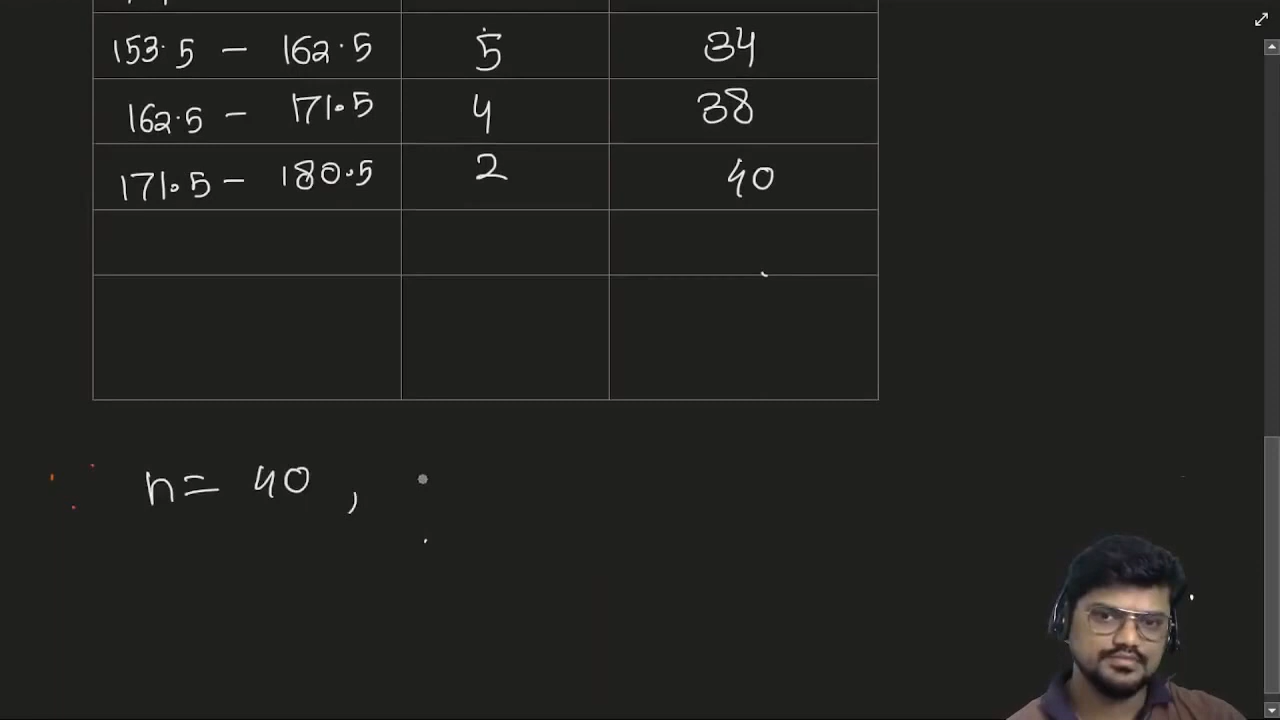 153.5 - 162.5 5 34
162.5 - 171.5 4 38
171.5 - 180.5 2 40
n = 40 ,